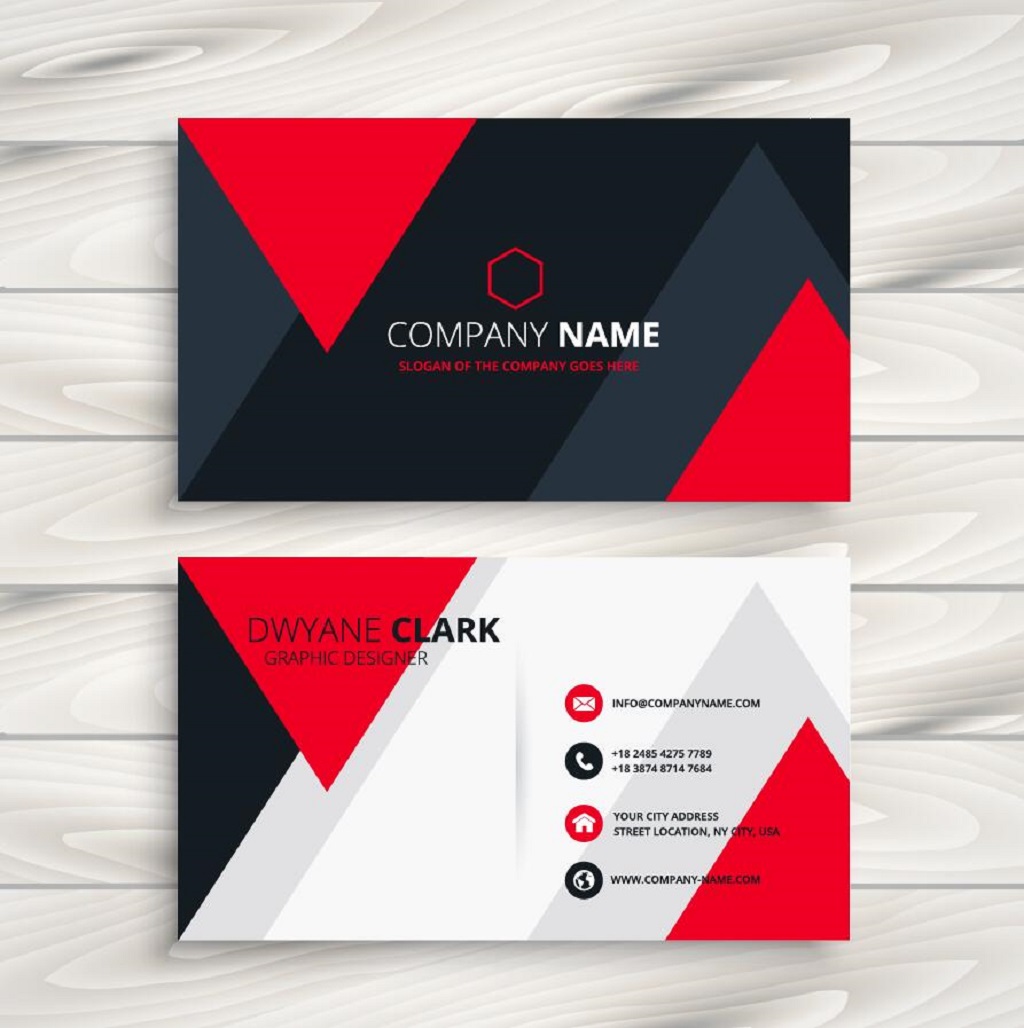 COMPANY NAME
SLOGAN OF THE COMPANY GOES HERE
DWYANE CLARK
GRAPHIC DESIGNER
INFO@COMPANYNAME.COM
+18 2485 4275 7789
+18 3874 8714 7684
YOUR CITY ADDRESS
STREET LOCATION, NY CITY, USA
WWW.COMPANY-NAME.COM